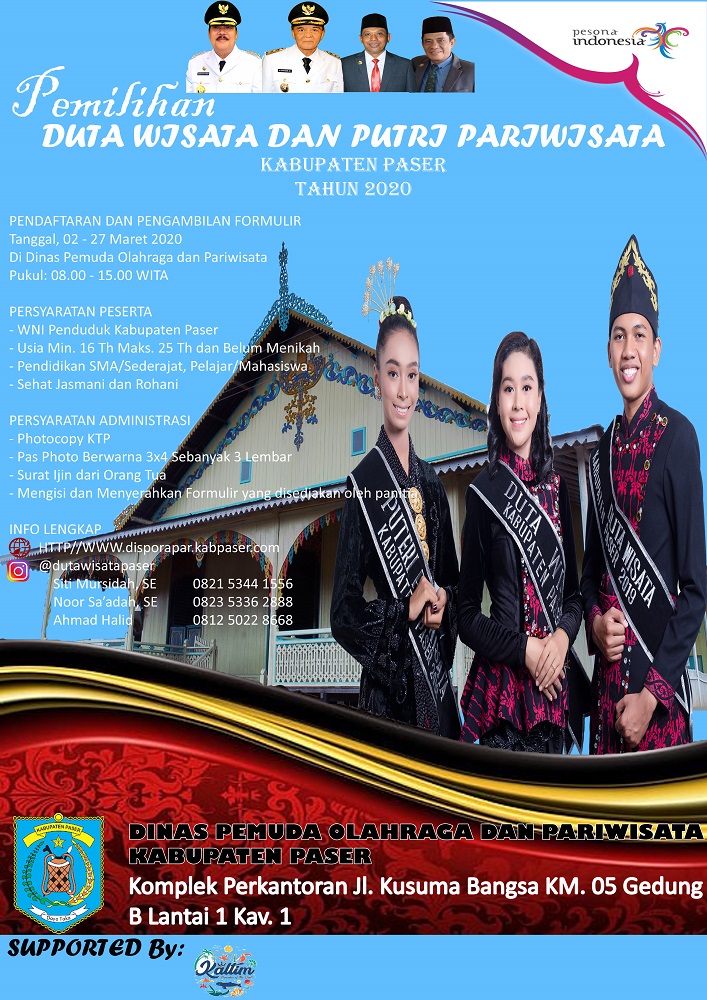 pesona
indonesia
Pemilihan
DUTA WISATA DAN PUTRI PARIWISATA
KABUPATEN PASER
TAHUN 2020
PENDAFTARAN DAN PENGAMBILAN FORMULIR
Tanggal, 02 - 27 Maret 2020
Di Dinas Pemuda Olahraga dan Pariwisata
Pukul: 08.00 - 15.00 WITA
PERSYARATAN PESERTA
- WNI Penduduk Kabupaten Paser
- Usia Min. 16 Th Maks. 25 Th dan Belum Menikah
- Pendidikan SMA/Sederajat, Pelajar/Mahasiswa
- Sehat Jasmani dan Rohani
PERSYARATAN ADMINISTRASI
- Photocopy KTP
- Pas Photo Berwarna 3x4 Sebanyak 3 Lembar
- Surat Ijin dari Orang Tua
- Mengisi dan Menyerahkan Formulir yang disedjakan oleh panitia
INFO LENGKAP
HTTP//WWW.disporapar.kabpaser.com
@dutawisatapaser
Siti Mursidah, SE 0821 5344 1556
Noor Sa'adah, SE 0823 5336 2888
Ahmad Halid 0812 5022 8668
PUTERI
KABUPAT
DUTA WI
KABUPATEN PA
DUTA WISATA
2019
KABUPATEN PASER
Daya Taka
DINAS PEMUDA OLAHRAGA DAN PARIWISATA
KABUPATEN PASER
Komplek Perkantoran Jl. Kusuma Bangsa KM. 05 Gedung
B Lantai 1 Kav. 1
SUPPORTED By:
Kaltim